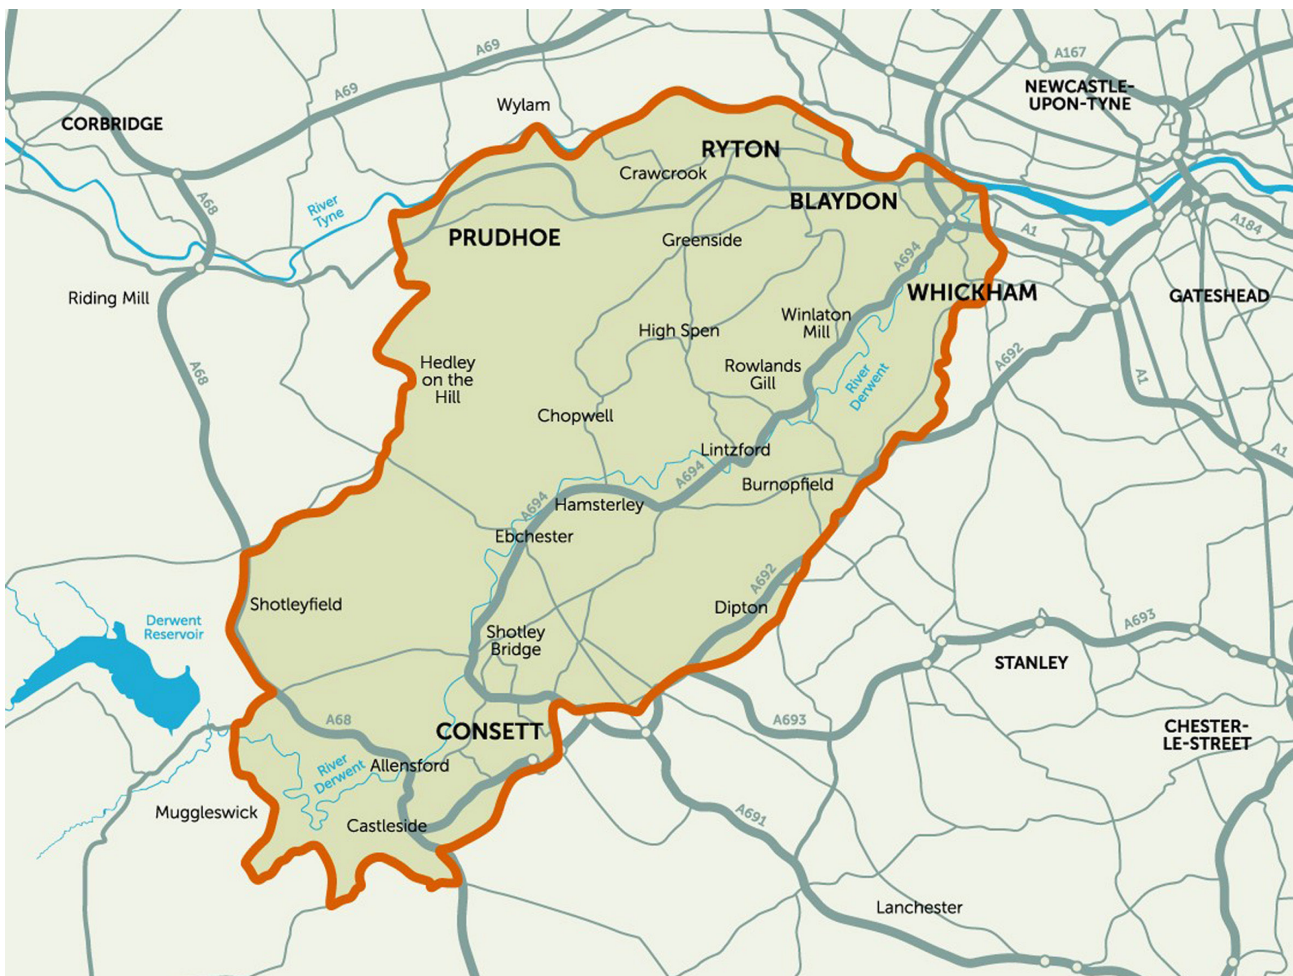 A69
A167
NEWCASTLE-
UPON-TYNE
A69
Wylam
CORBRIDGE
RYTON
Crawcrook
A68
River
Tyne
BLAYDON
A184
A1
PRUDHOE
Greenside
A694
Riding Mill
WHICKHAM
GATESHEAD
Winlaton
Mill
High Spen
A692
Hedley
on the
Hill
Rowlands
Gill
A68
River
Derwent
A1
Chopwell
Lintzford
A1
A694
Burnopfield
A694
Hamsterley
Ebchester
A692
Shotleyfield
Dipton
Derwent
Reservoir
A693
Shotley
Bridge
STANLEY
A68
CONSETT
A693
CHESTER-
LE-STREET
River
Derwent
Allensford
Muggleswick
A691
Castleside
Lanchester